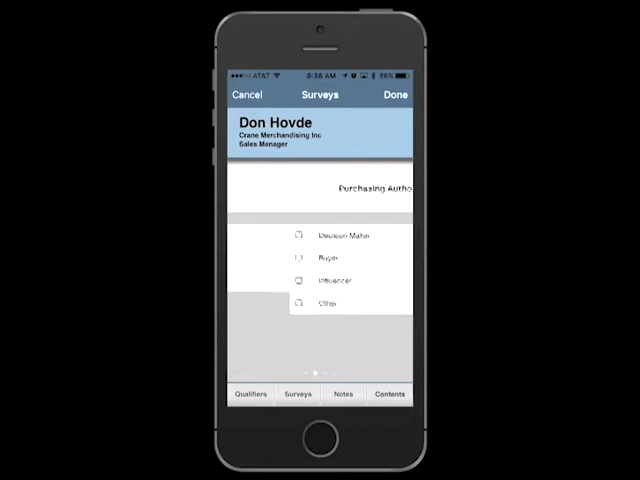 AT&T 9:38 AM 86%
Cancel Surveys Done
Don Hovde
Crane Merchandising Inc
Sales Manager
Purchasing Autho
Decision Maker
Buyer
Influencer
Other
Qualifiers Surveys Notes Contents